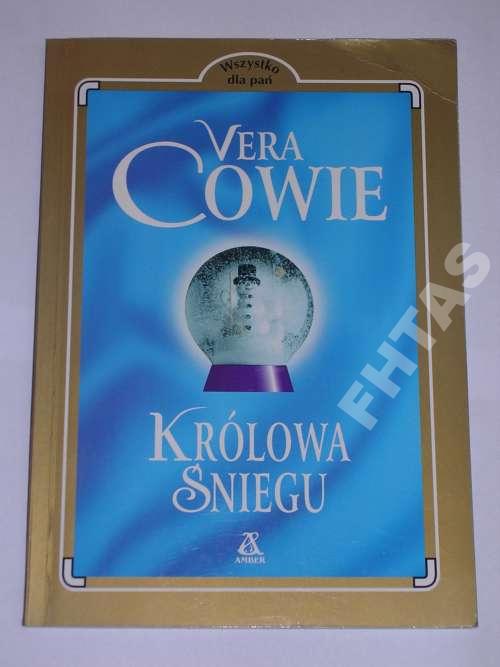 Wszystko
dla pań
VERA
COWIE
KRÓLOWA
ŚNIEGU
AMBER
FHTAS